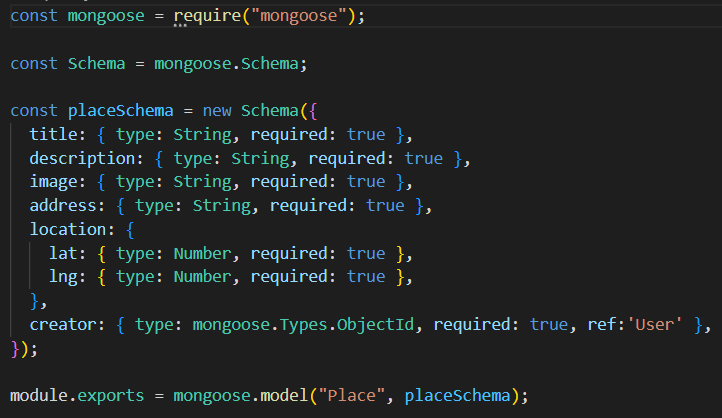 const mongoose = require("mongoose");
const Schema = mongoose.Schema;
const placeSchema = new Schema({
  title: { type: String, required: true },
  description: { type: String, required: true },
  image: { type: String, required: true },
  address: { type: String, required: true },
  location: {
    lat: { type: Number, required: true },
    lng: { type: Number, required: true },
  },
  creator: { type: mongoose.Types.ObjectId, required: true, ref:'User' },
});
module.exports = mongoose.model("Place", placeSchema);